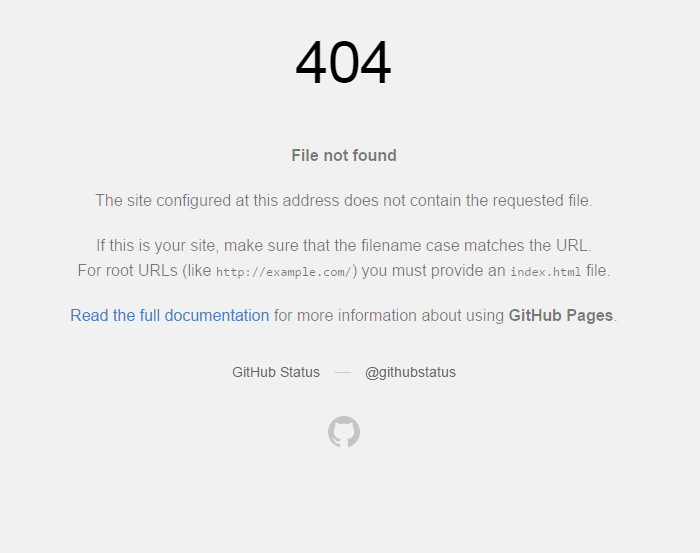 404
File not found
The site configured at this address does not contain the requested file.
If this is your site, make sure that the filename case matches the URL.
For root URLs (like http://example.com/) you must provide an index.html file.
Read the full documentation for more information about using GitHub Pages.
GitHub Status — @githubstatus